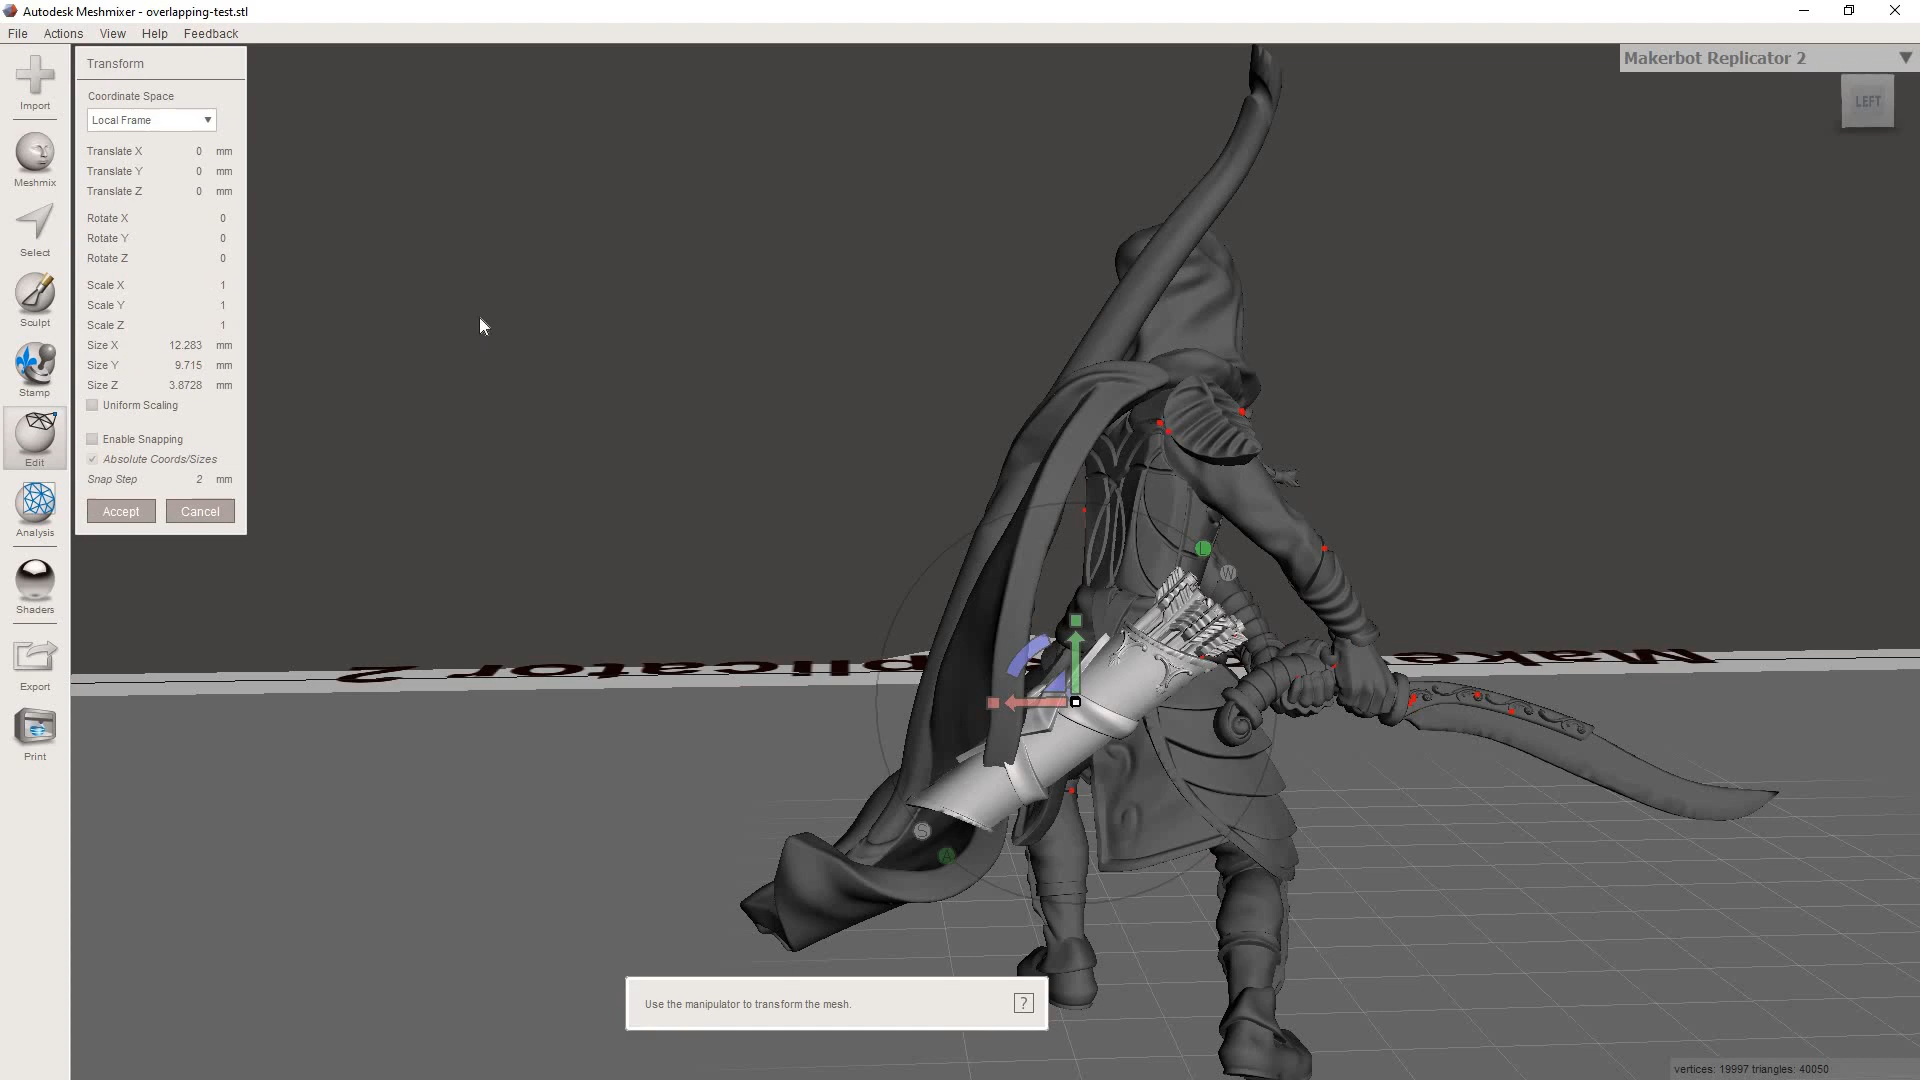 Autodesk Meshmixer - overlapping-test.stl
File Actions View Help Feedback
Import
Meshmix
Select
Sculpt
Stamp
Edit
Analysis
Shaders
Export
Print
Transform
Coordinate Space
Local Frame
Translate X 0 mm
Translate Y 0 mm
Translate Z 0 mm
Rotate X 0
Rotate Y 0
Rotate Z 0
Scale X 1
Scale Y 1
Scale Z 1
Size X 12.283 mm
Size Y 9.715 mm
Size Z 3.8728 mm
Uniform Scaling
Enable Snapping
Absolute Coords/Sizes
Snap Step 2 mm
Accept Cancel
Makerbot Replicator 2
LEFT
L
W
S
A
Use the manipulator to transform the mesh.
?
vertices: 19997 triangles: 40050